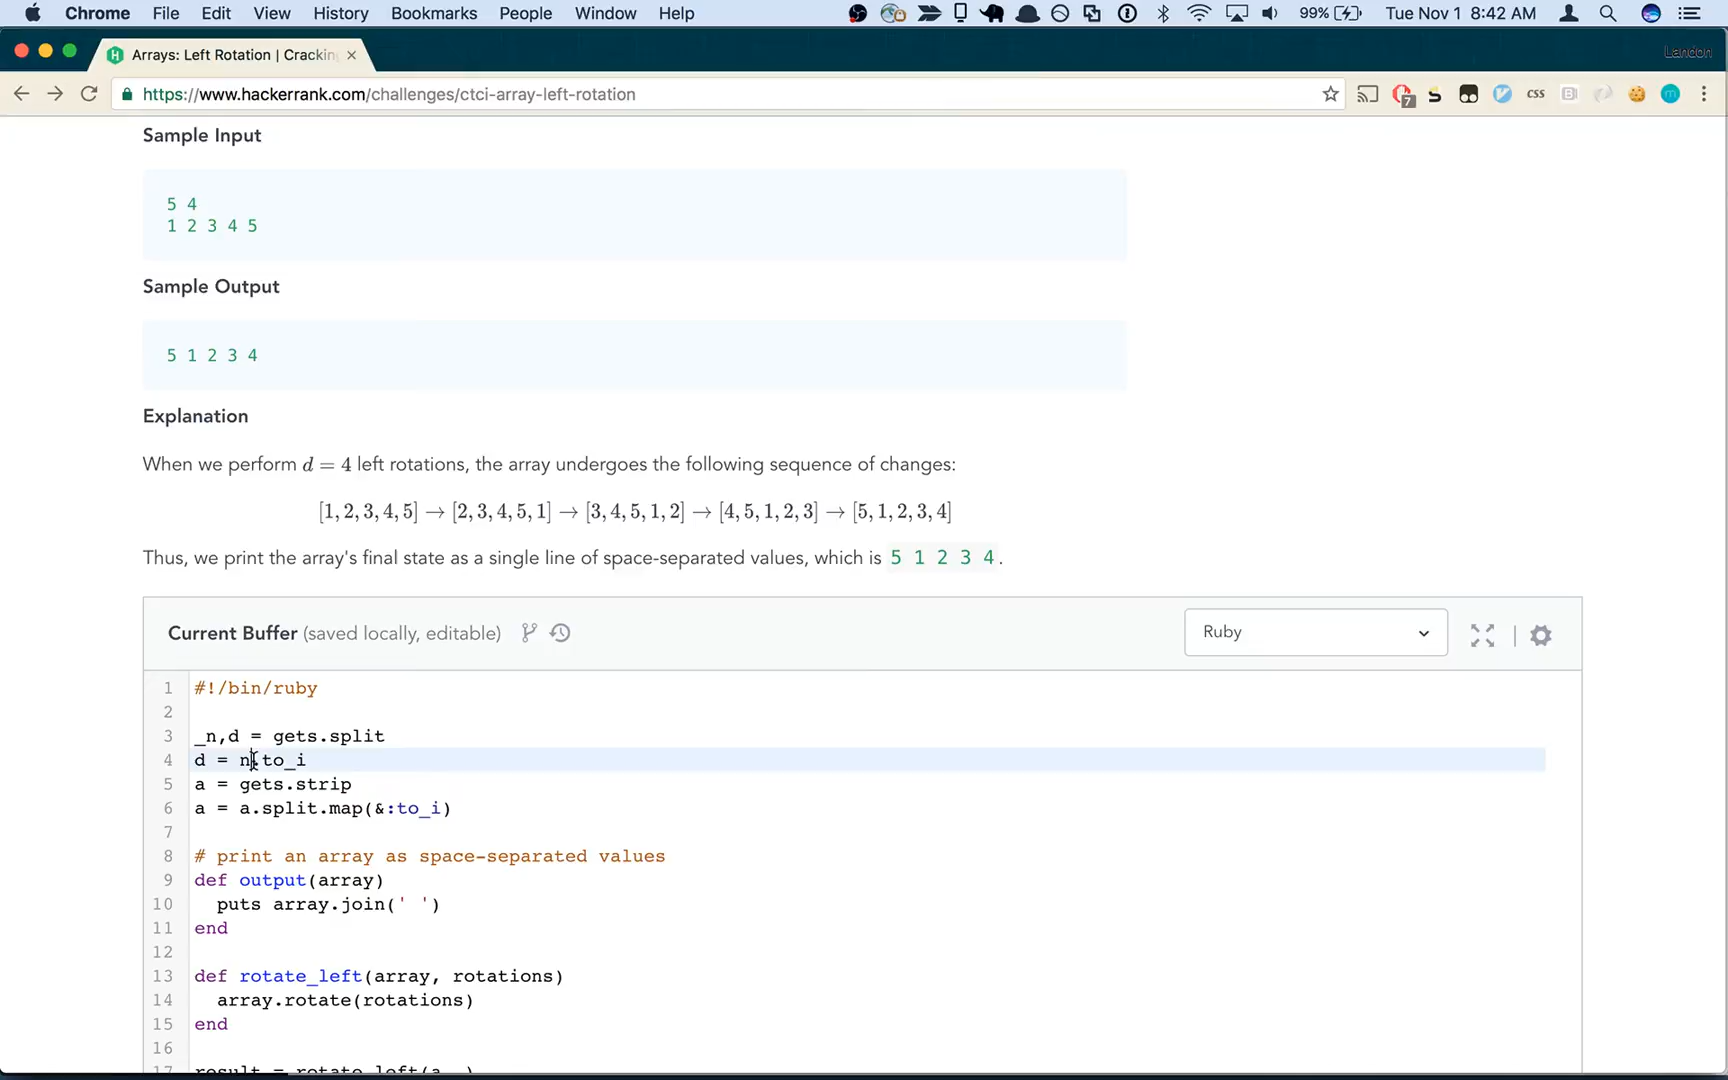 Chrome File Edit View History Bookmarks People Window Help 99% Tue Nov 1 8:42 AM
Arrays: Left Rotation | Crackin
Landon
https://www.hackerrank.com/challenges/ctci-array-left-rotation
7
CSS
Sample Input
5 4
1 2 3 4 5
Sample Output
5 1 2 3 4
Explanation
When we perform d = 4 left rotations, the array undergoes the following sequence of changes:
[1, 2, 3, 4, 5] → [2, 3, 4, 5, 1] → [3, 4, 5, 1, 2] → [4, 5, 1, 2, 3] → [5, 1, 2, 3, 4]
Thus, we print the array's final state as a single line of space-separated values, which is 5 1 2 3 4.
Current Buffer (saved locally, editable)
Ruby
1 #!/bin/ruby
2
3 _n,d = gets.split
4 d = n.to_i
5 a = gets.strip
6 a = a.split.map(&:to_i)
7
8 # print an array as space-separated values
9 def output(array)
10 puts array.join(' ')
11 end
12
13 def rotate_left(array, rotations)
14 array.rotate(rotations)
15 end
16
17 result = rotate_left(a, )